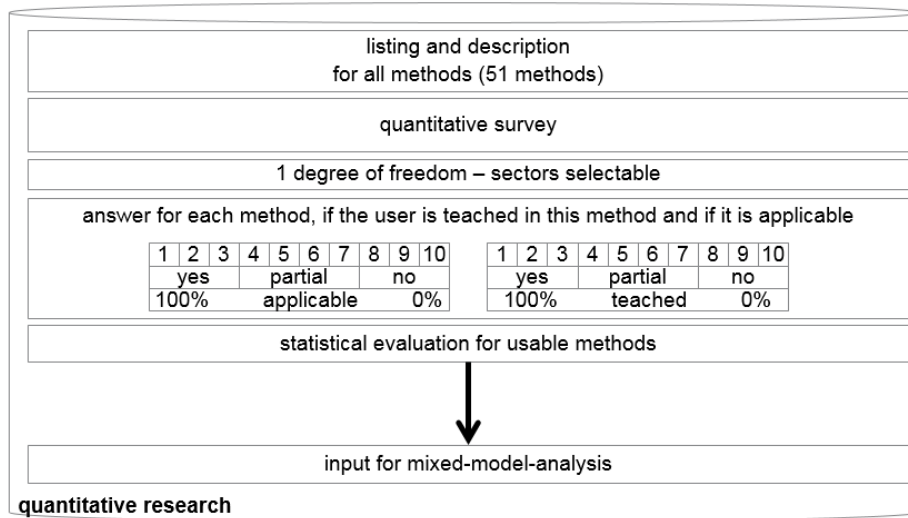 listing and description
for all methods (51 methods)
quantitative survey
1 degree of freedom – sectors selectable
answer for each method, if the user is teached in this method and if it is applicable
1 2 3 4 5 6 7 8 9 10
yes partial no
100% applicable 0%
1 2 3 4 5 6 7 8 9 10
yes partial no
100% teached 0%
statistical evaluation for usable methods
input for mixed-model-analysis
quantitative research